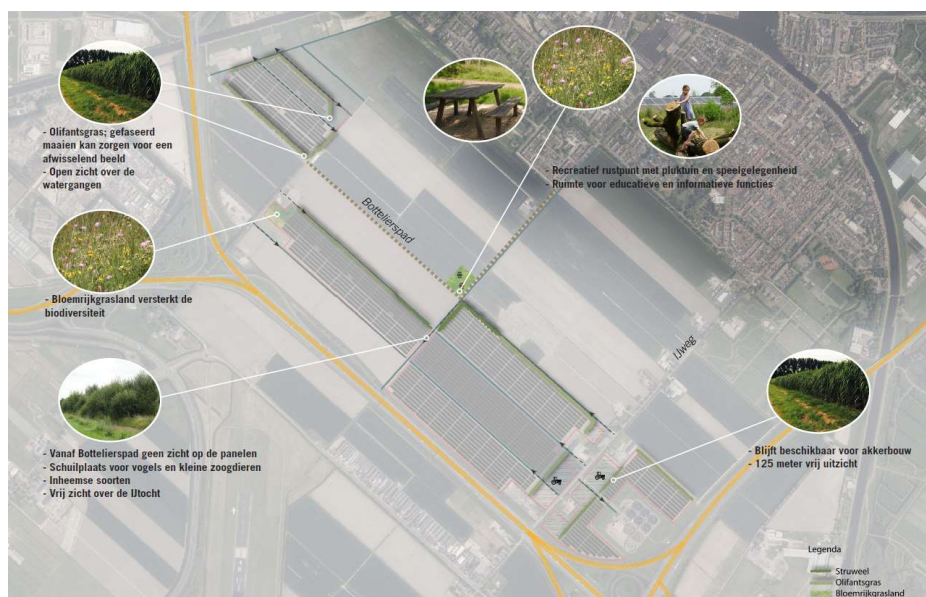 - Olifantsgras; gefaseerd
maaien kan zorgen voor een
afwisselend beeld
- Open zicht over de
watergangen
- Recreatief rustpunt met pluktuin en speelgelegenheid
- Ruimte voor educatieve en informatieve functies
Bottelierspad
- Bloemrijkgrasland versterkt de
biodiversiteit
IJweg
- Vanaf Bottelierspad geen zicht op de panelen
- Schuilplaats voor vogels en kleine zoogdieren
- Inheemse soorten
- Vrij zicht over de IJtocht
- Blijft beschikbaar voor akkerbouw
- 125 meter vrij uitzicht
Legenda
Struweel
Olifantsgras
Bloemrijkgrasland